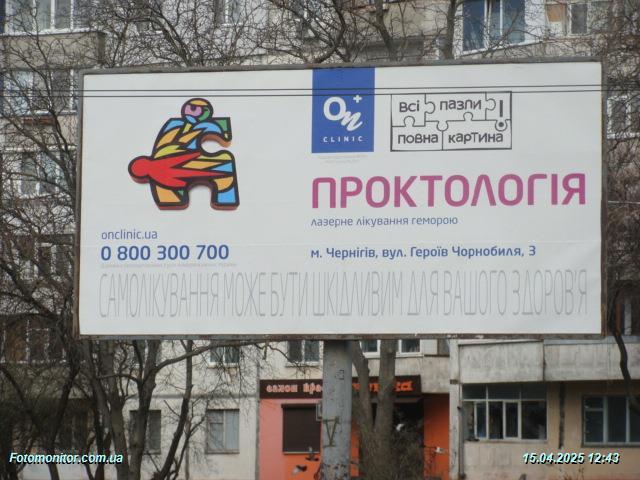 On+
CLINIC
Всі пазли
повна картина!
ПРОКТОЛОГІЯ
лазерне лікування геморою
onclinic.ua
0 800 300 700
м. Чернігів, вул. Героїв Чорнобиля, 3
САМОЛІКУВАННЯ МОЖЕ БУТИ ШКІДЛИВИМ ДЛЯ ВАШОГО ЗДОРОВ'Я
салон
Fotomonitor.com.ua
15.04.2025 12:43